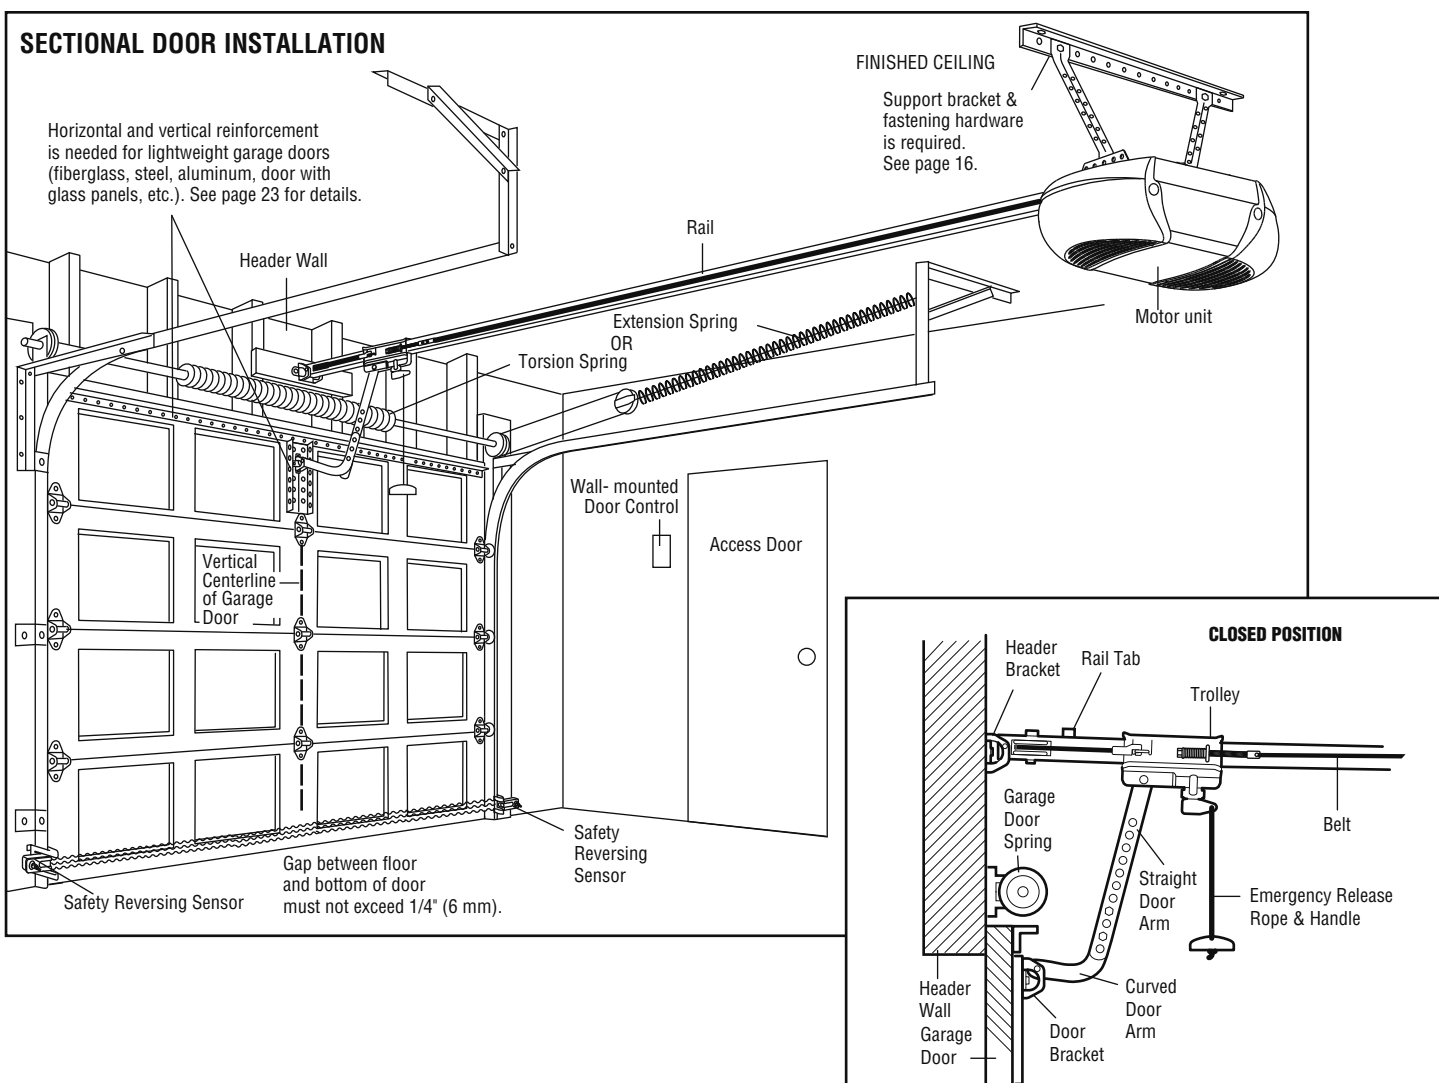 SECTIONAL DOOR INSTALLATION
FINISHED CEILING
Support bracket &
fastening hardware
is required.
See page 16.
Horizontal and vertical reinforcement
is needed for lightweight garage doors
(fiberglass, steel, aluminum, door with
glass panels, etc.). See page 23 for details.
Header Wall
Rail
Extension Spring
OR
Torsion Spring
Motor unit
Wall- mounted
Door Control
Access Door
Vertical
Centerline
of Garage
Door
Safety
Reversing
Sensor
Gap between floor
and bottom of door
must not exceed 1/4" (6 mm).
Safety Reversing Sensor
CLOSED POSITION
Header
Bracket
Rail Tab
Trolley
Garage
Door
Spring
Belt
Straight
Door
Arm
Emergency Release
Rope & Handle
Header
Wall
Garage
Door
Curved
Door
Arm
Door
Bracket